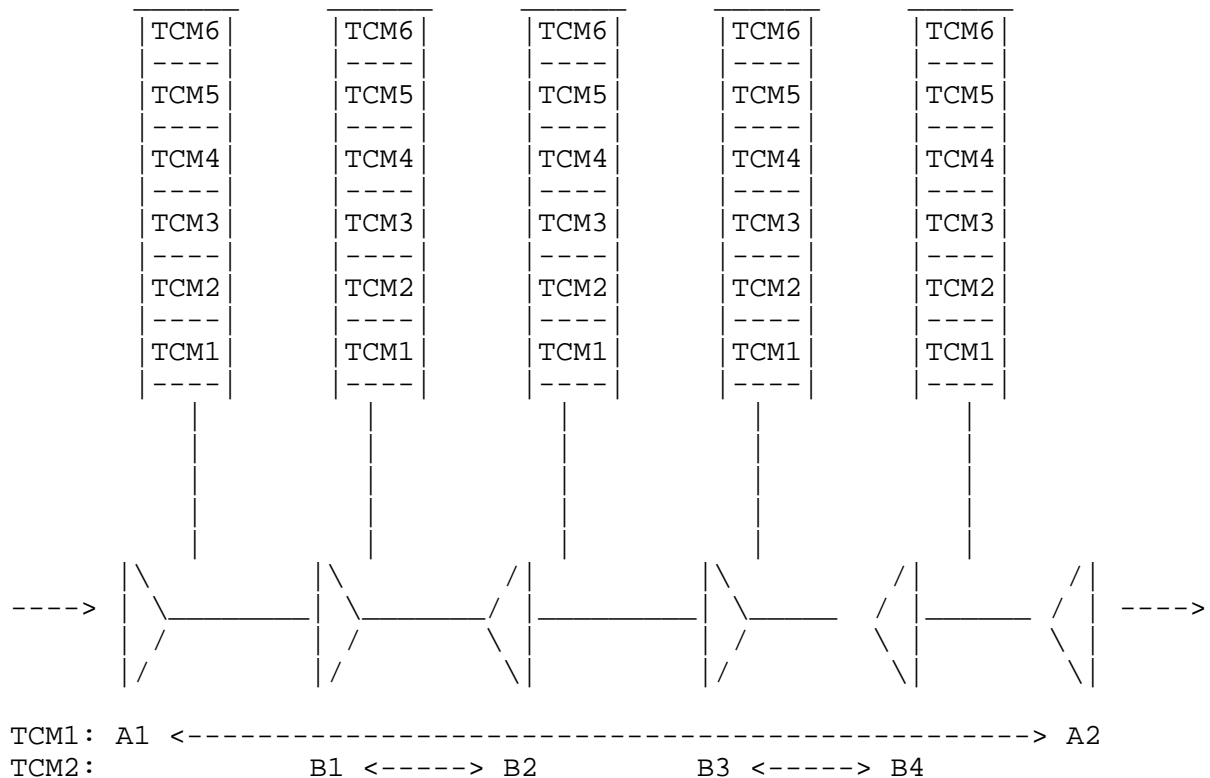 TCM6 TCM6 TCM6 TCM6 TCM6
TCM5 TCM5 TCM5 TCM5 TCM5
TCM4 TCM4 TCM4 TCM4 TCM4
TCM3 TCM3 TCM3 TCM3 TCM3
TCM2 TCM2 TCM2 TCM2 TCM2
TCM1 TCM1 TCM1 TCM1 TCM1
TCM1: A1 <------------------------------------------------> A2
TCM2: B1 <-----> B2 B3 <-----> B4